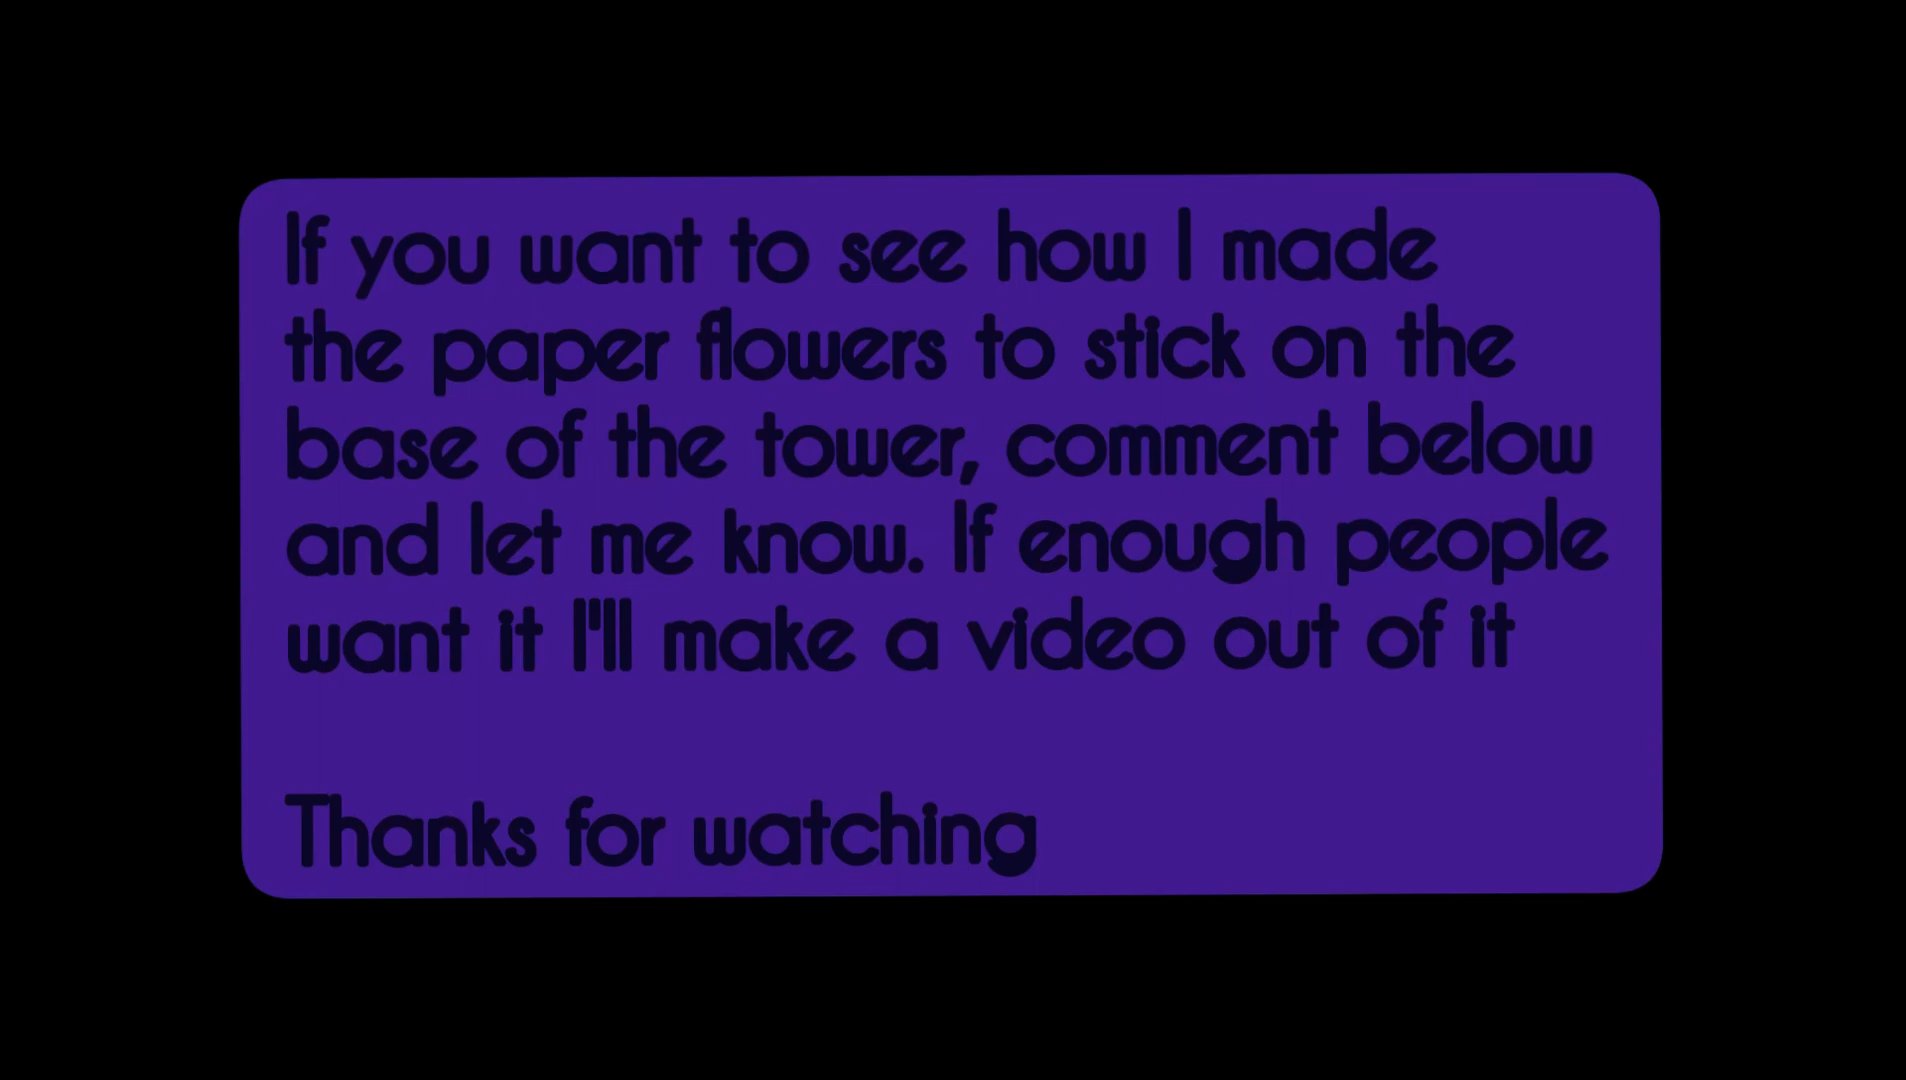 If you want to see how I made
the paper flowers to stick on the
base of the tower, comment below
and let me know. If enough people
want it I'll make a video out of it
Thanks for watching